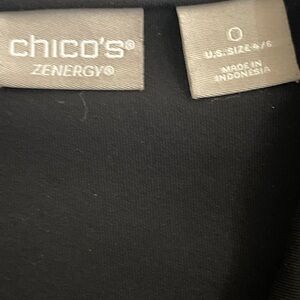 chico's®
ZENERGY®
0
U.S. SIZE 4/6
MADE IN
INDONESIA